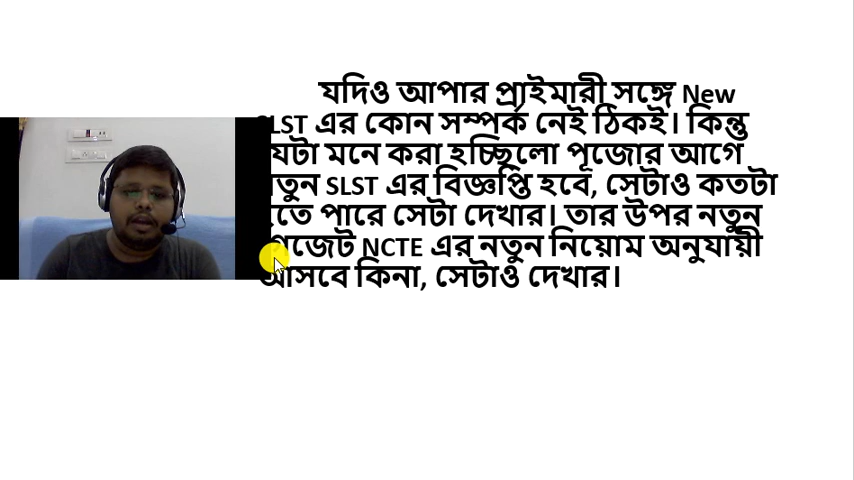 যদিও আপার প্রাইমারী সঙ্গে New
SLST এর কোন সম্পর্ক নেই ঠিকই। কিন্তু
যেটা মনে করা হচ্ছিলো পূজোর আগে
নতুন SLST এর বিজ্ঞপ্তি হবে, সেটাও কতটা
হতে পারে সেটা দেখার। তার উপর নতুন
গেজেট NCTE এর নতুন নিয়োম অনুযায়ী
আসবে কিনা, সেটাও দেখার।